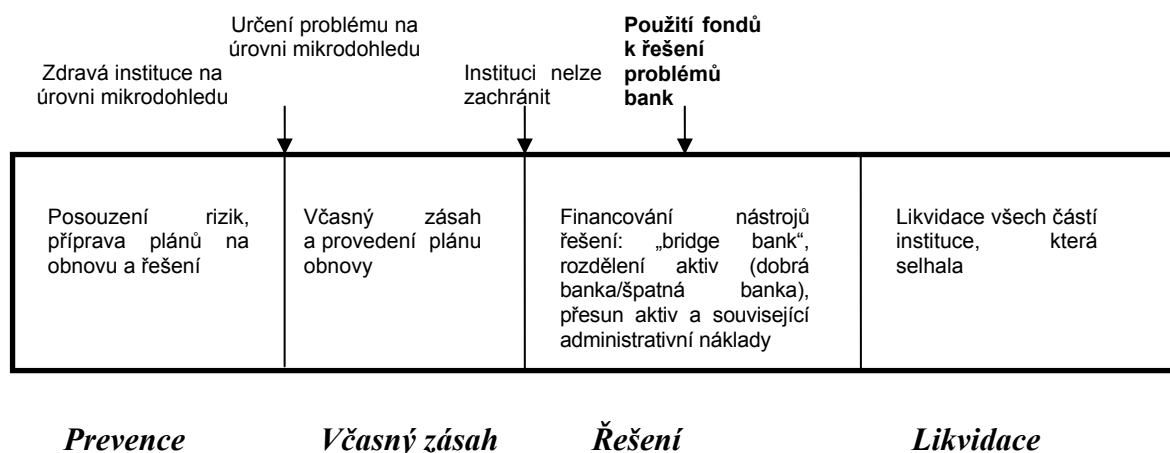 Určení problému na
úrovni mikrodohledu
Použití fondů
k řešení
problémů
bank
Zdravá instituce na
úrovni mikrodohledu
Instituci nelze
zachránit
Posouzení rizik,
příprava plánů na
obnovu a řešení
Včasný zásah
a provedení plánu
obnovy
Financování nástrojů
řešení: „bridge bank“,
rozdělení aktiv (dobrá
banka/špatná banka),
přesun aktiv a související
administrativní náklady
Likvidace všech částí
instituce, která
selhala
Prevence
Včasný zásah
Řešení
Likvidace